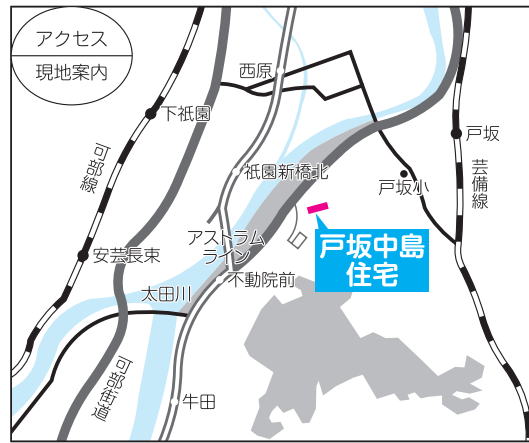 アクセス
現地案内
西原
下祇園
可部線
祇園新橋北
戸坂
戸坂小
芸備線
アストラム
ライン
安芸長束
戸坂中島
住宅
不動院前
太田川
可部街道
牛田